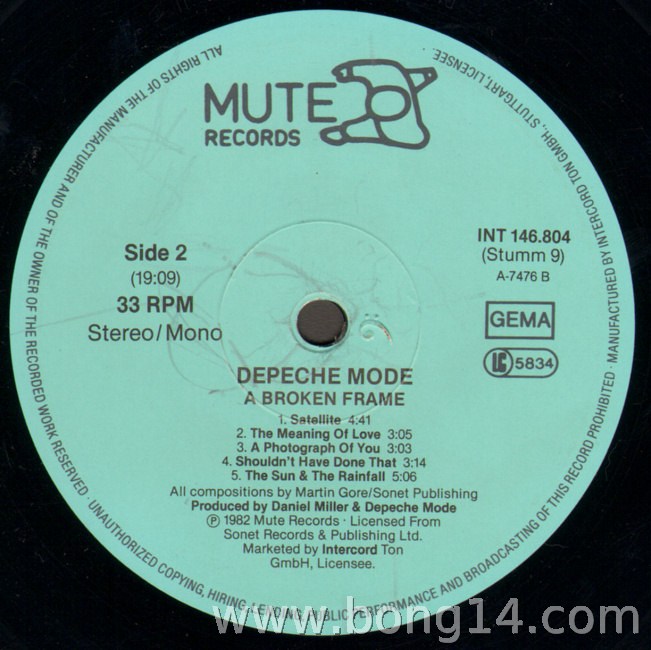 ALL RIGHTS OF THE MANUFACTURER AND OF THE OWNER OF THE RECORDED WORK RESERVED · UNAUTHORIZED COPYING, HIRING, LENDING, PUBLIC PERFORMANCE AND BROADCASTING OF THIS RECORD PROHIBITED · MANUFACTURED BY INTERCORD TON GMBH, STUTTGART, LICENSEE.
MUTE
RECORDS
Side 2
(19:09)
33 RPM
Stereo/Mono
INT 146.804
(Stumm 9)
A-7476 B
GEMA
LC 5834
DEPECHE MODE
A BROKEN FRAME
1. Satellite 4:41
2. The Meaning Of Love 3:05
3. A Photograph Of You 3:03
4. Shouldn't Have Done That 3:14
5. The Sun & The Rainfall 5:06
All compositions by Martin Gore/Sonet Publishing
Produced by Daniel Miller & Depeche Mode
Ⓟ 1982 Mute Records · Licensed From
Sonet Records & Publishing Ltd.
Marketed by Intercord Ton
GmbH, Licensee.
www.bong14.com